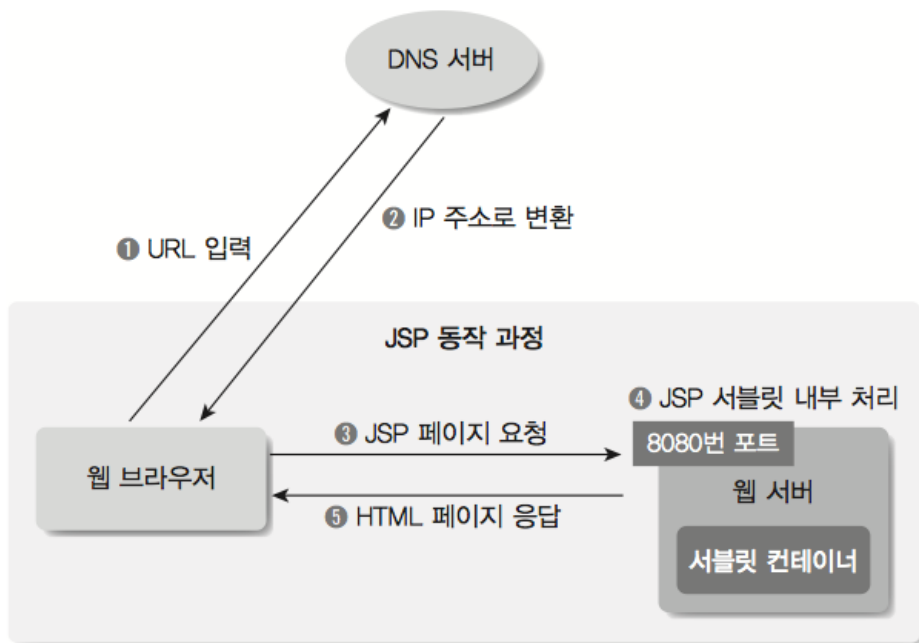 DNS 서버
❷ IP 주소로 변환
❶ URL 입력
JSP 동작 과정
❹ JSP 서블릿 내부 처리
❸ JSP 페이지 요청
8080번 포트
웹 브라우저
웹 서버
❺ HTML 페이지 응답
서블릿 컨테이너